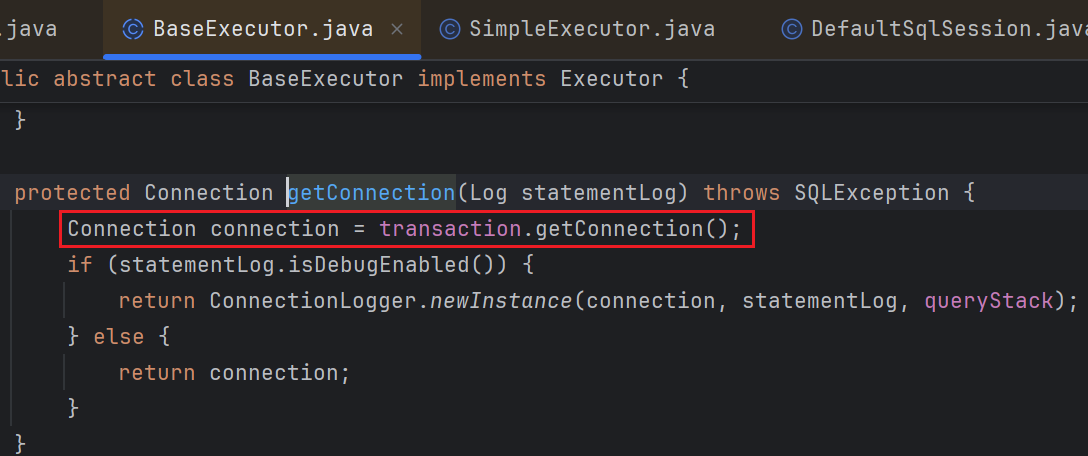 .java BaseExecutor.java × SimpleExecutor.java DefaultSqlSession.java
lic abstract class BaseExecutor implements Executor {
}
protected Connection getConnection(Log statementLog) throws SQLException {
Connection connection = transaction.getConnection();
if (statementLog.isDebugEnabled()) {
return ConnectionLogger.newInstance(connection, statementLog, queryStack);
} else {
return connection;
}
}